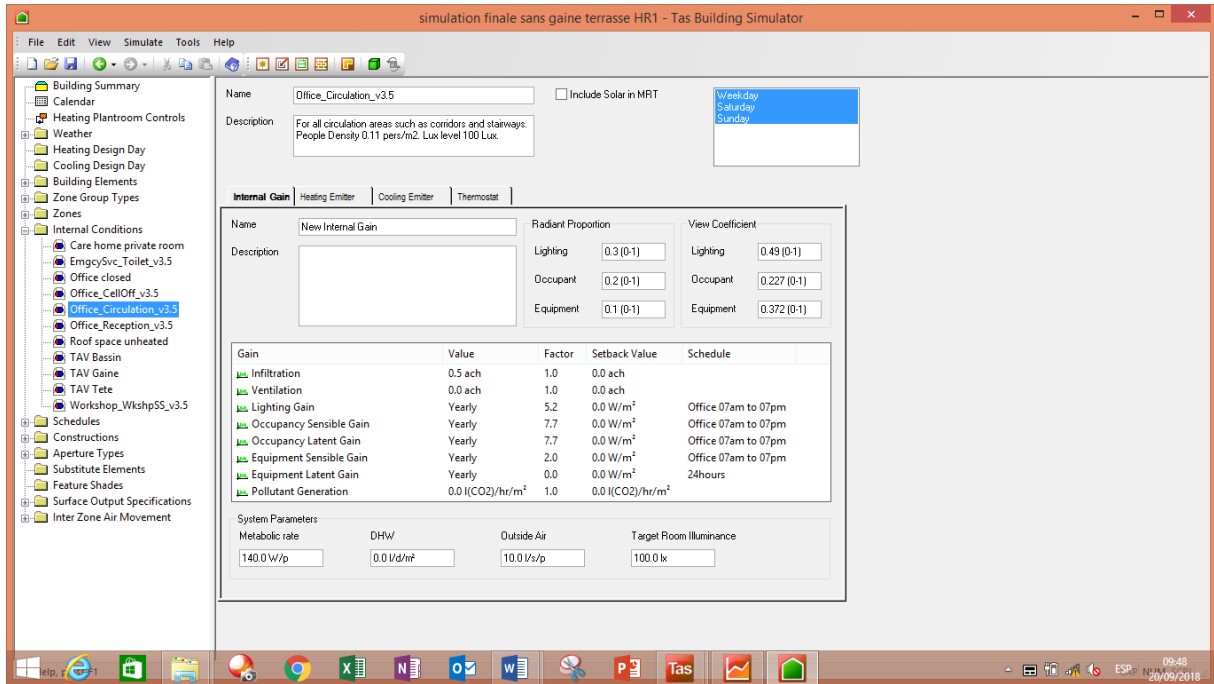 simulation finale sans gaine terrasse HR1 - Tas Building Simulator
File Edit View Simulate Tools Help
Building Summary
Calendar
Heating Plantroom Controls
Weather
Heating Design Day
Cooling Design Day
Building Elements
Zone Group Types
Zones
Internal Conditions
Care home private room
EmgcySvc_Toilet_v3.5
Office closed
Office_CellOff_v3.5
Office_Circulation_v3.5
Office_Reception_v3.5
Roof space unheated
TAV Bassin
TAV Gaine
TAV Tete
Workshop_WkshpSS_v3.5
Schedules
Constructions
Aperture Types
Substitute Elements
Feature Shades
Surface Output Specifications
Inter Zone Air Movement
Name Office_Circulation_v3.5 Include Solar in MRT
Weekday
Saturday
Sunday
Description For all circulation areas such as corridors and stairways.
People Density 0.11 pers/m2. Lux level 100 Lux.
Internal Gain Heating Emitter Cooling Emitter Thermostat
Name New Internal Gain
Description
Radiant Proportion
Lighting 0.3 (0-1)
Occupant 0.2 (0-1)
Equipment 0.1 (0-1)
View Coefficient
Lighting 0.49 (0-1)
Occupant 0.227 (0-1)
Equipment 0.372 (0-1)
Gain Value Factor Setback Value Schedule
Infiltration 0.5 ach 1.0 0.0 ach
Ventilation 0.0 ach 1.0 0.0 ach
Lighting Gain Yearly 5.2 0.0 W/m² Office 07am to 07pm
Occupancy Sensible Gain Yearly 7.7 0.0 W/m² Office 07am to 07pm
Occupancy Latent Gain Yearly 7.7 0.0 W/m² Office 07am to 07pm
Equipment Sensible Gain Yearly 2.0 0.0 W/m² Office 07am to 07pm
Equipment Latent Gain Yearly 0.0 0.0 W/m² 24hours
Pollutant Generation 0.0 l(CO2)/hr/m² 1.0 0.0 l(CO2)/hr/m²
System Parameters
Metabolic rate DHW Outside Air Target Room Illuminance
140.0 W/p 0.0 l/d/m² 10.0 l/s/p 100.0 lx
Tas
ESP
09:48
20/09/2018